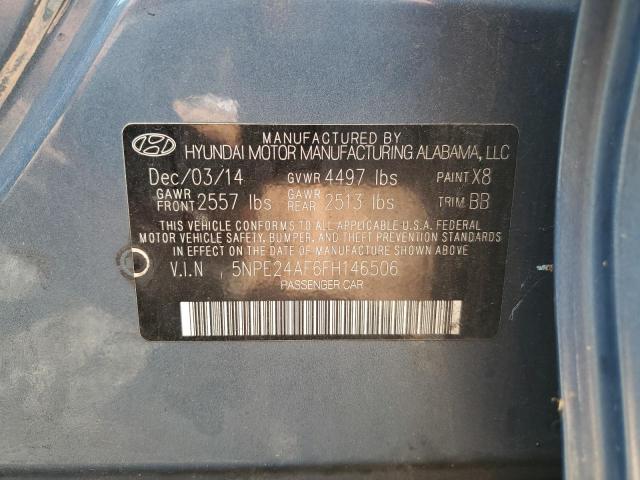 MANUFACTURED BY
HYUNDAI MOTOR MANUFACTURING ALABAMA, LLC
Dec/03/14 GVWR 4497 lbs PAINT X8
GAWR FRONT 2557 lbs GAWR REAR 2513 lbs TRIM BB
THIS VEHICLE CONFORMS TO ALL APPLICABLE U.S.A. FEDERAL
MOTOR VEHICLE SAFETY, BUMPER, AND THEFT PREVENTION STANDARDS
IN EFFECT ON THE DATE OF MANUFACTURE SHOWN ABOVE.
V.I.N 5NPE24AF6FH146506
PASSENGER CAR